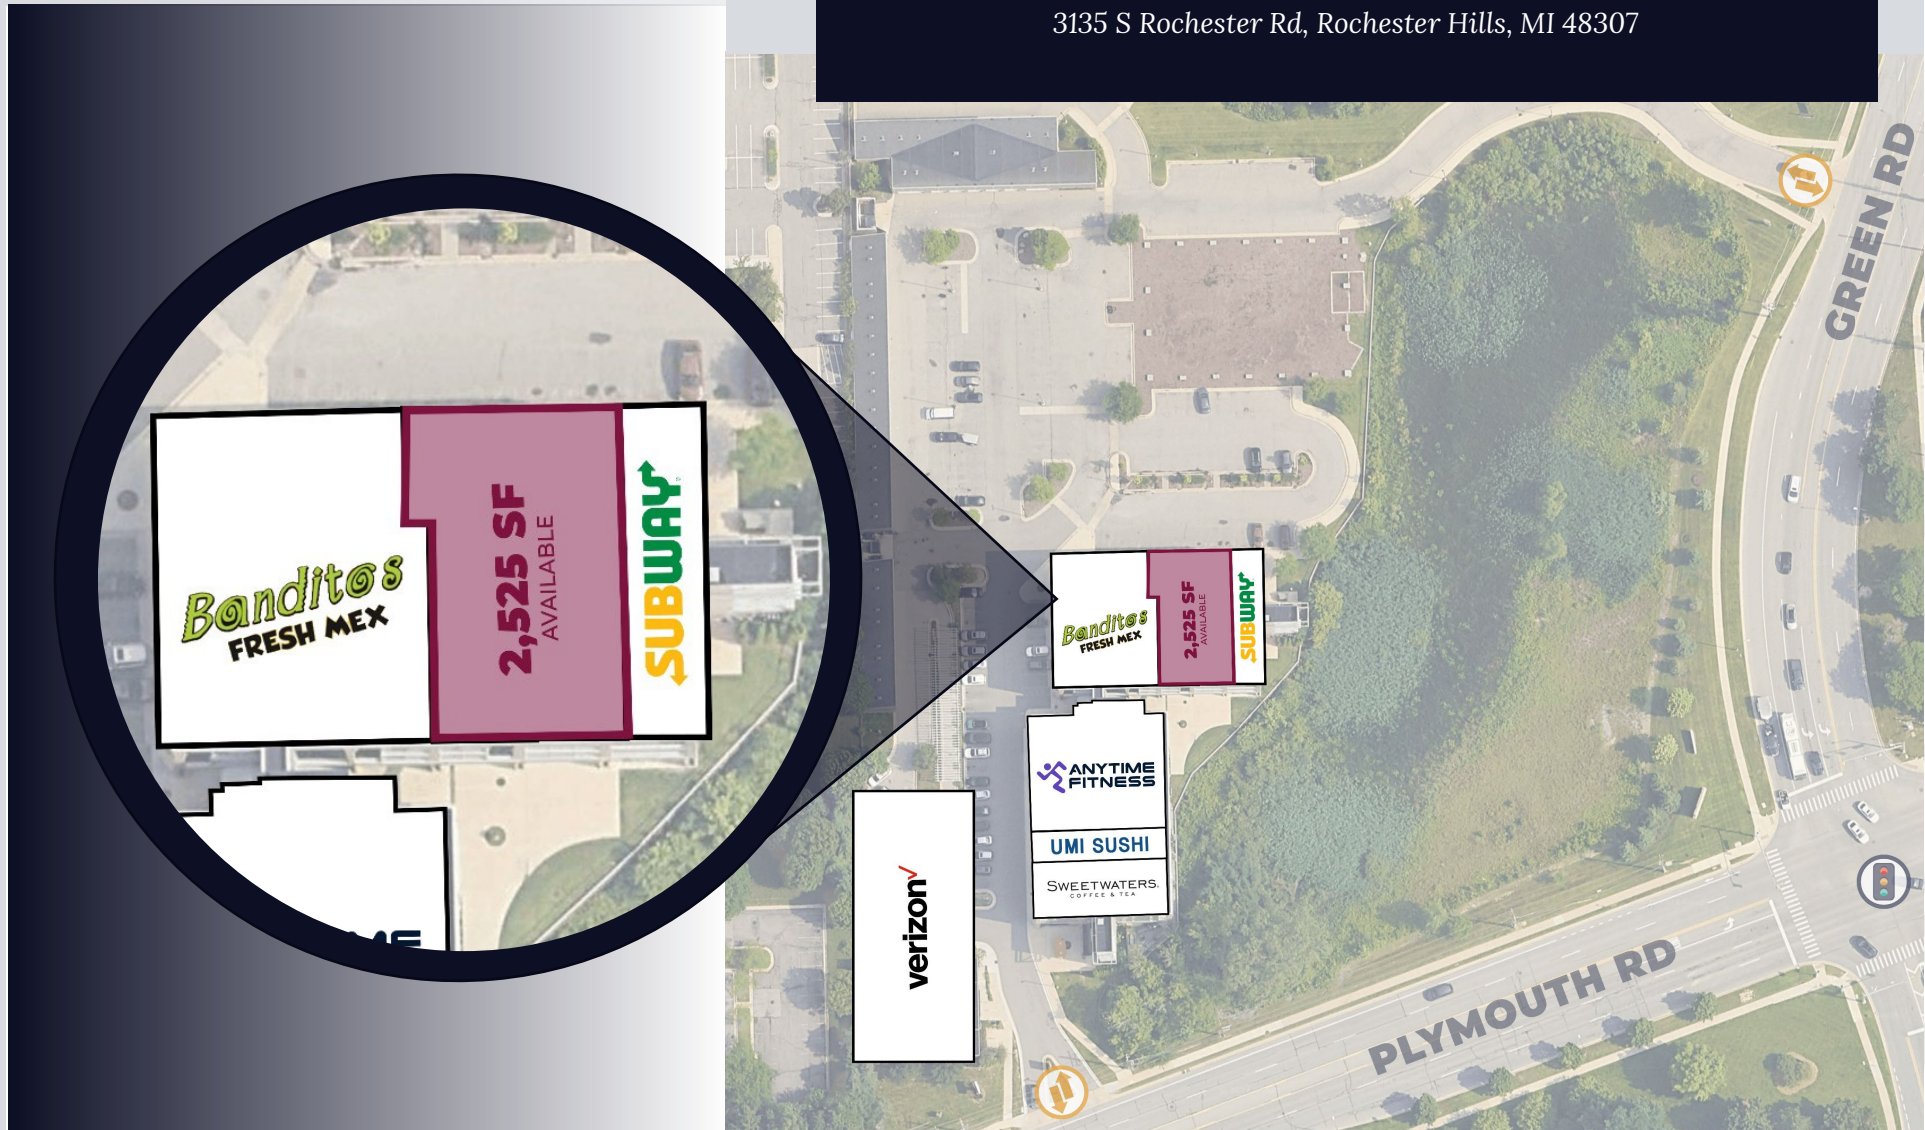 3135 S Rochester Rd, Rochester Hills, MI 48307
GREEN RD
Banditos
FRESH MEX
2,525 SF
AVAILABLE
SUBWAY
ME
Banditos
FRESH MEX
2,525 SF
AVAILABLE
SUBWAY
ANYTIME
FITNESS
UMI SUSHI
SWEETWATERS
COFFEE & TEA
verizon
PLYMOUTH RD